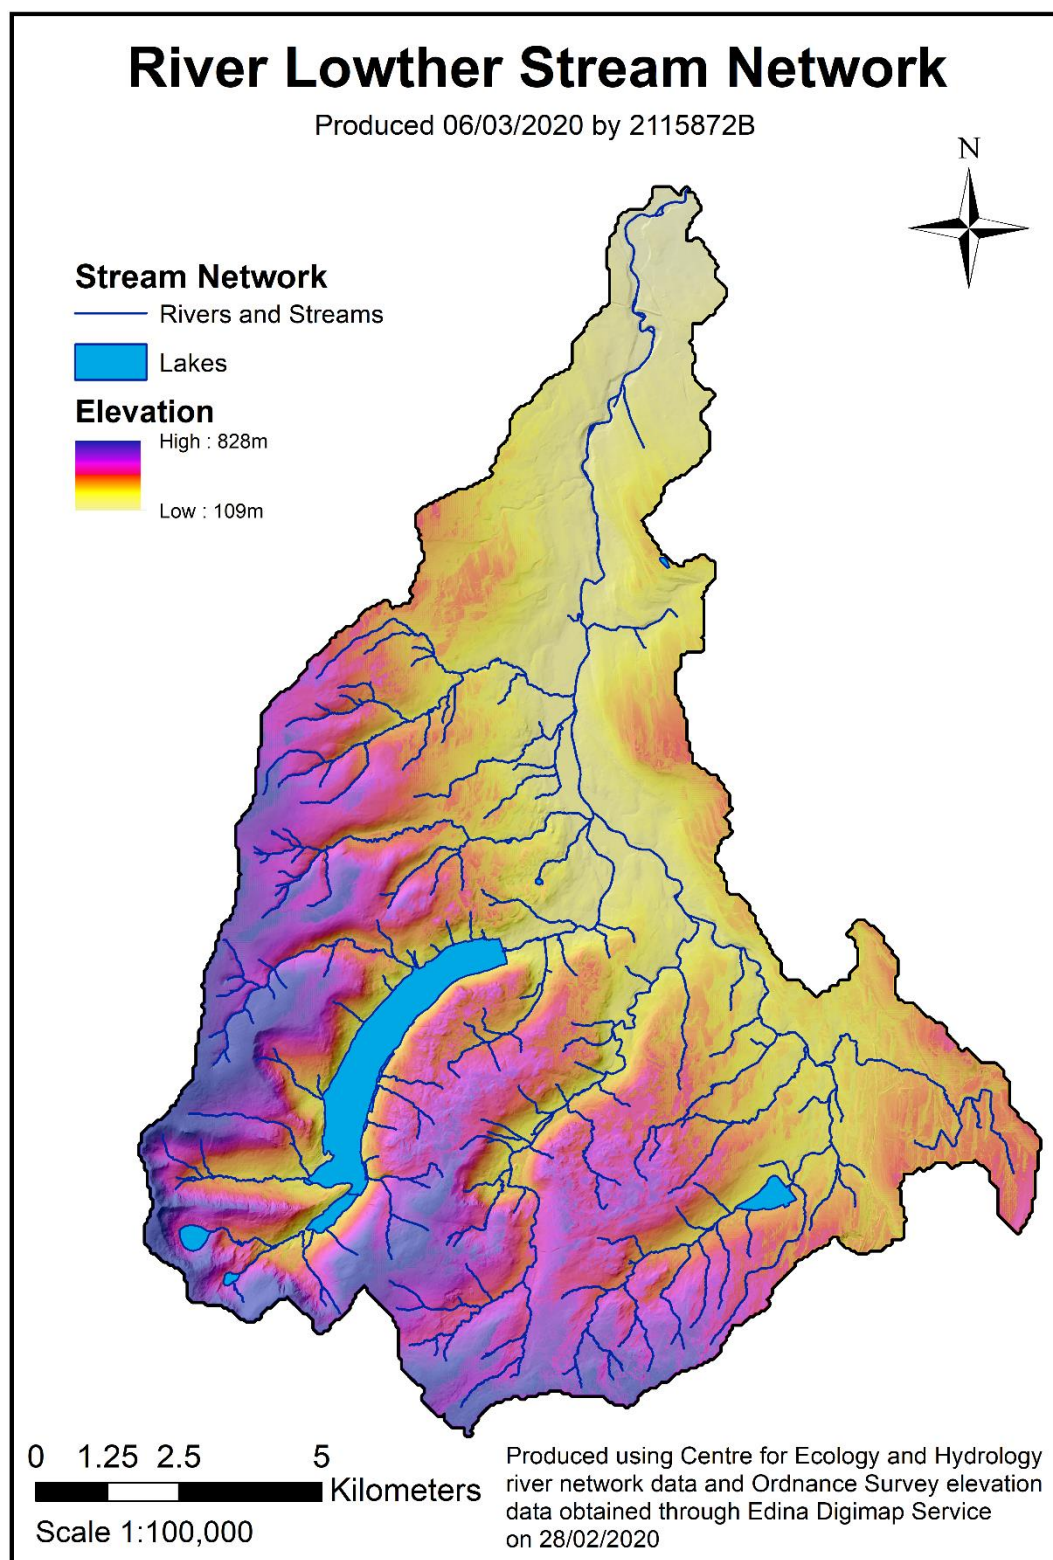 River Lowther Stream Network
Produced 06/03/2020 by 2115872B
N
Stream Network
Rivers and Streams
Lakes
Elevation
High : 828m
Low : 109m
0 1.25 2.5 5
Kilometers
Scale 1:100,000
Produced using Centre for Ecology and Hydrology
river network data and Ordnance Survey elevation
data obtained through Edina Digimap Service
on 28/02/2020